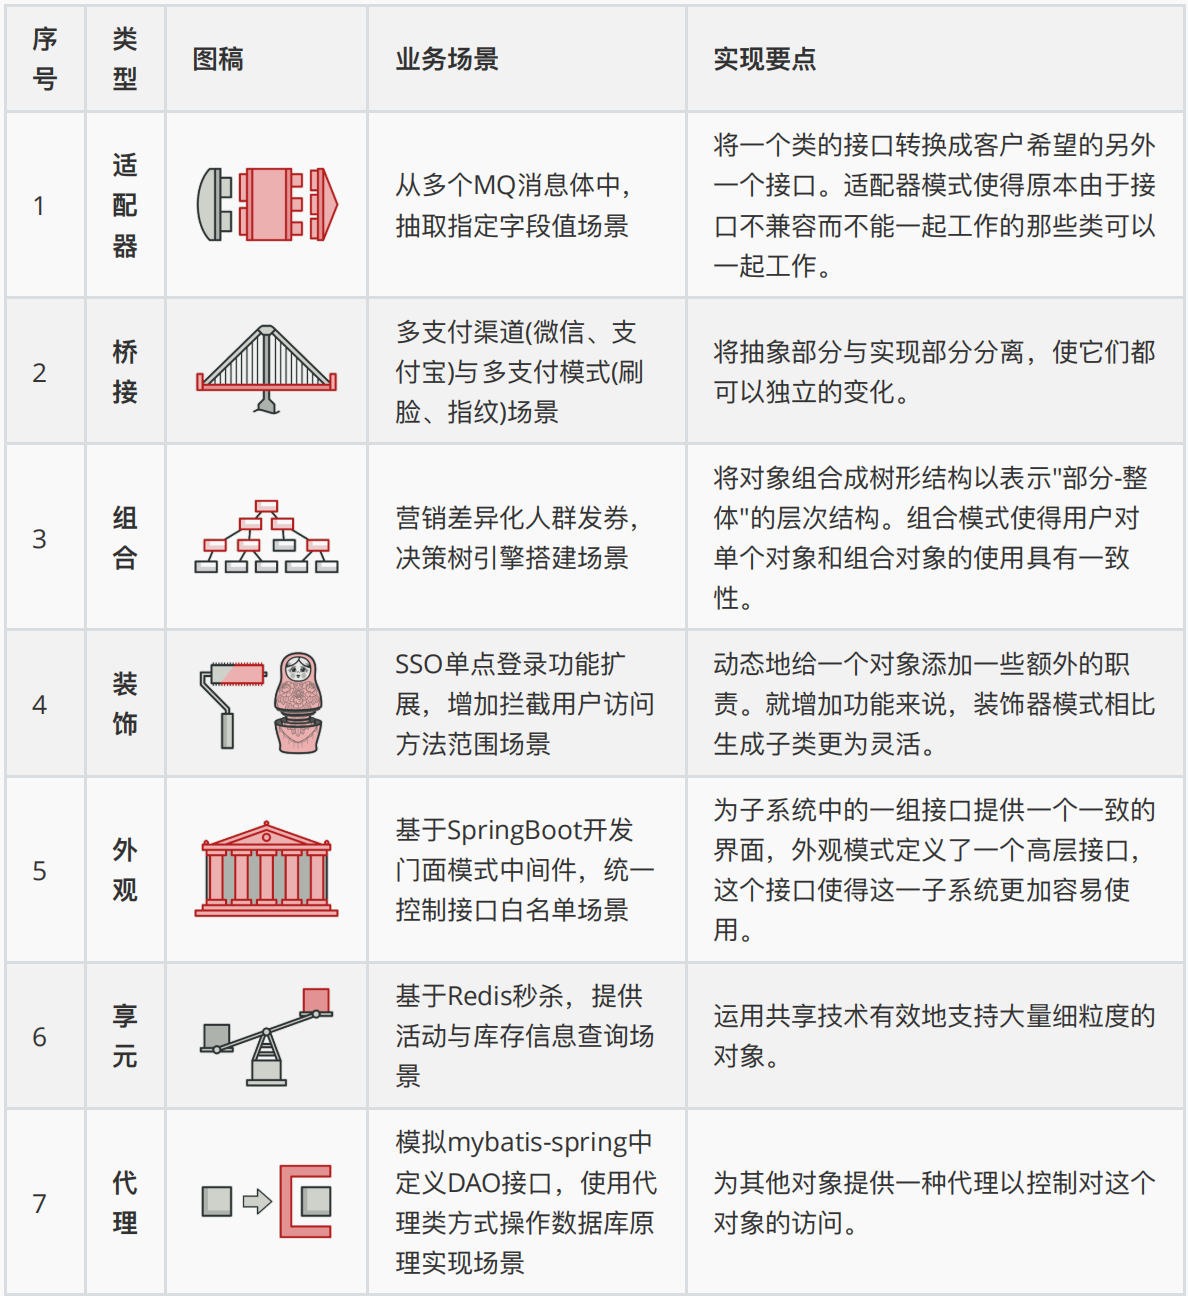 序号
类型
图稿
业务场景
实现要点
1
适配器
从多个MQ消息体中，
抽取指定字段值场景
将一个类的接口转换成客户希望的另外
一个接口。适配器模式使得原本由于接
口不兼容而不能一起工作的那些类可以
一起工作。
2
桥接
多支付渠道(微信、支
付宝)与多支付模式(刷
脸、指纹)场景
将抽象部分与实现部分分离，使它们都
可以独立的变化。
3
组合
营销差异化人群发券，
决策树引擎搭建场景
将对象组合成树形结构以表示"部分-整
体"的层次结构。组合模式使得用户对
单个对象和组合对象的使用具有一致
性。
4
装饰
SSO单点登录功能扩
展，增加拦截用户访问
方法范围场景
动态地给一个对象添加一些额外的职
责。就增加功能来说，装饰器模式相比
生成子类更为灵活。
5
外观
基于SpringBoot开发
门面模式中间件，统一
控制接口白名单场景
为子系统中的一组接口提供一个一致的
界面，外观模式定义了一个高层接口，
这个接口使得这一子系统更加容易使
用。
6
享元
基于Redis秒杀，提供
活动与库存信息查询场
景
运用共享技术有效地支持大量细粒度的
对象。
7
代理
模拟mybatis-spring中
定义DAO接口，使用代
理类方式操作数据库原
理实现场景
为其他对象提供一种代理以控制对这个
对象的访问。